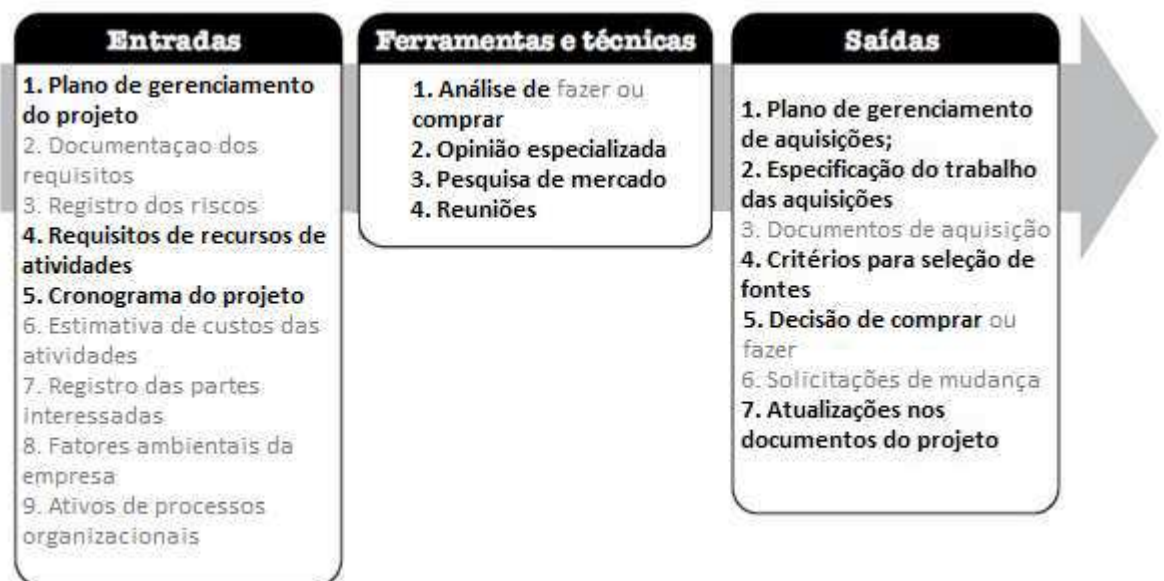 Entradas
1. Plano de gerenciamento
do projeto
2. Documentaçao dos
requisitos
3. Registro dos riscos
4. Requisitos de recursos de
atividades
5. Cronograma do projeto
6. Estimativa de custos das
atividades
7. Registro das partes
interessadas
8. Fatores ambientais da
empresa
9. Ativos de processos
organizacionais
Ferramentas e técnicas
1. Análise de fazer ou
comprar
2. Opinião especializada
3. Pesquisa de mercado
4. Reuniões
Saídas
1. Plano de gerenciamento
de aquisições;
2. Especificação do trabalho
das aquisições
3. Documentos de aquisição
4. Critérios para seleção de
fontes
5. Decisão de comprar ou
fazer
6. Solicitações de mudança
7. Atualizações nos
documentos do projeto